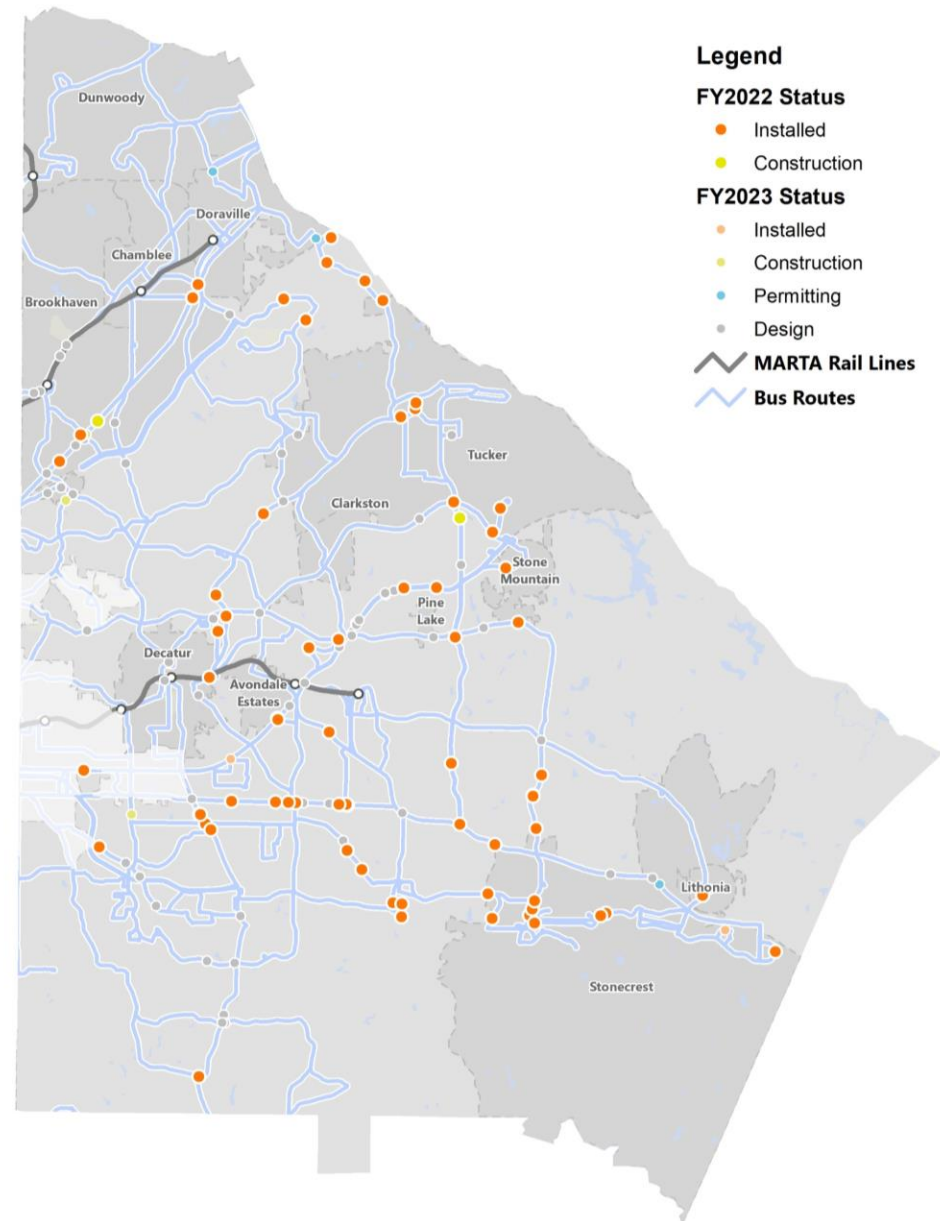 Legend
FY2022 Status
Installed
Construction
FY2023 Status
Installed
Construction
Permitting
Design
MARTA Rail Lines
Bus Routes
Dunwoody
Doraville
Chamblee
Brookhaven
Tucker
Clarkston
Stone
Mountain
Pine
Lake
Decatur
Avondale
Estates
Lithonia
Stonecrest